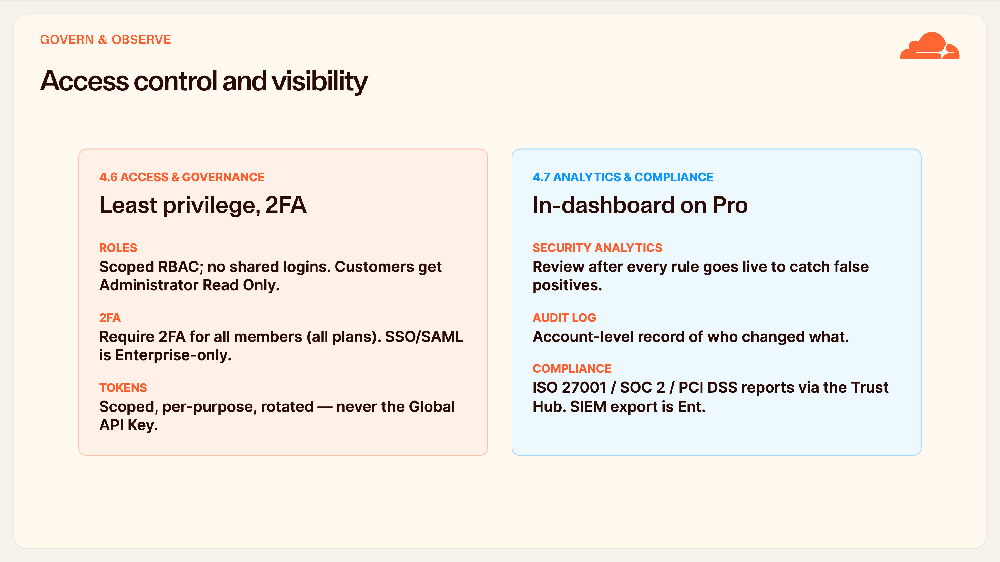 GOVERN & OBSERVE
Access control and visibility
4.6 ACCESS & GOVERNANCE
Least privilege, 2FA
ROLES
Scoped RBAC; no shared logins. Customers get
Administrator Read Only.
2FA
Require 2FA for all members (all plans). SSO/SAML
is Enterprise-only.
TOKENS
Scoped, per-purpose, rotated — never the Global
API Key.
4.7 ANALYTICS & COMPLIANCE
In-dashboard on Pro
SECURITY ANALYTICS
Review after every rule goes live to catch false
positives.
AUDIT LOG
Account-level record of who changed what.
COMPLIANCE
ISO 27001 / SOC 2 / PCI DSS reports via the Trust
Hub. SIEM export is Ent.